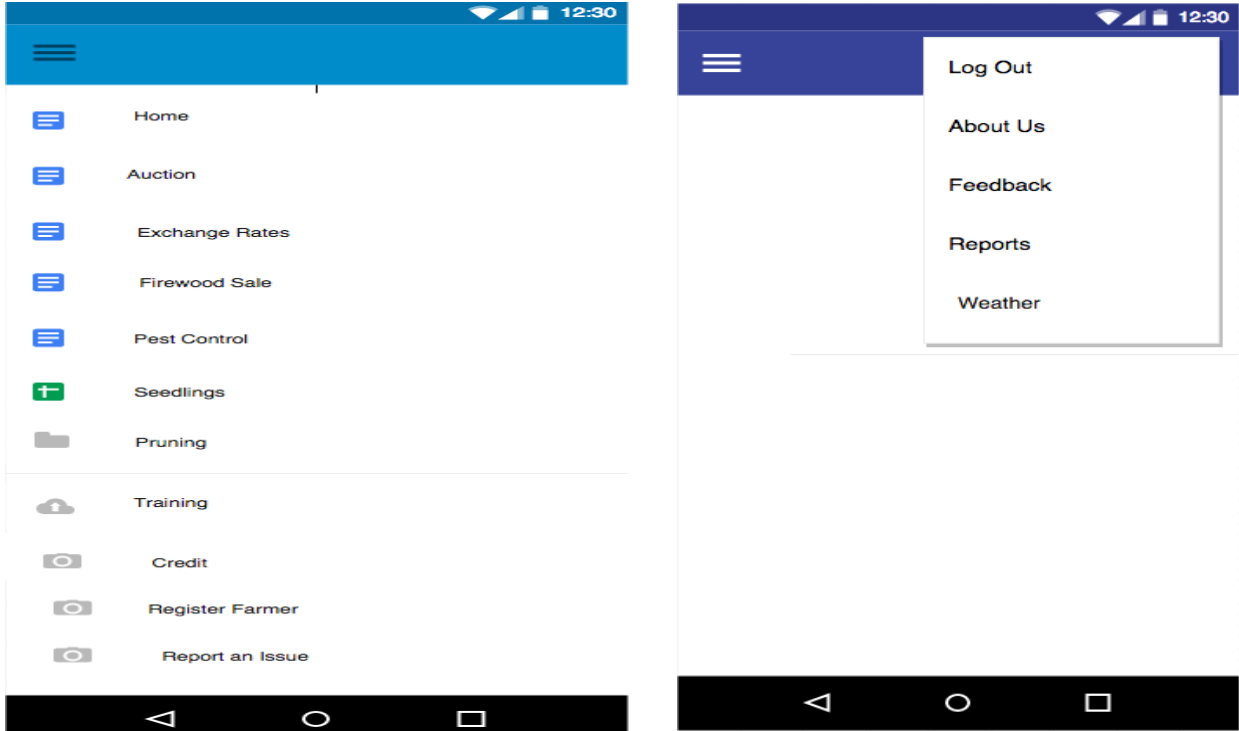 12:30
Home
Auction
Exchange Rates
Firewood Sale
Pest Control
Seedlings
Pruning
Training
Credit
Register Farmer
Report an Issue
12:30
Log Out
About Us
Feedback
Reports
Weather